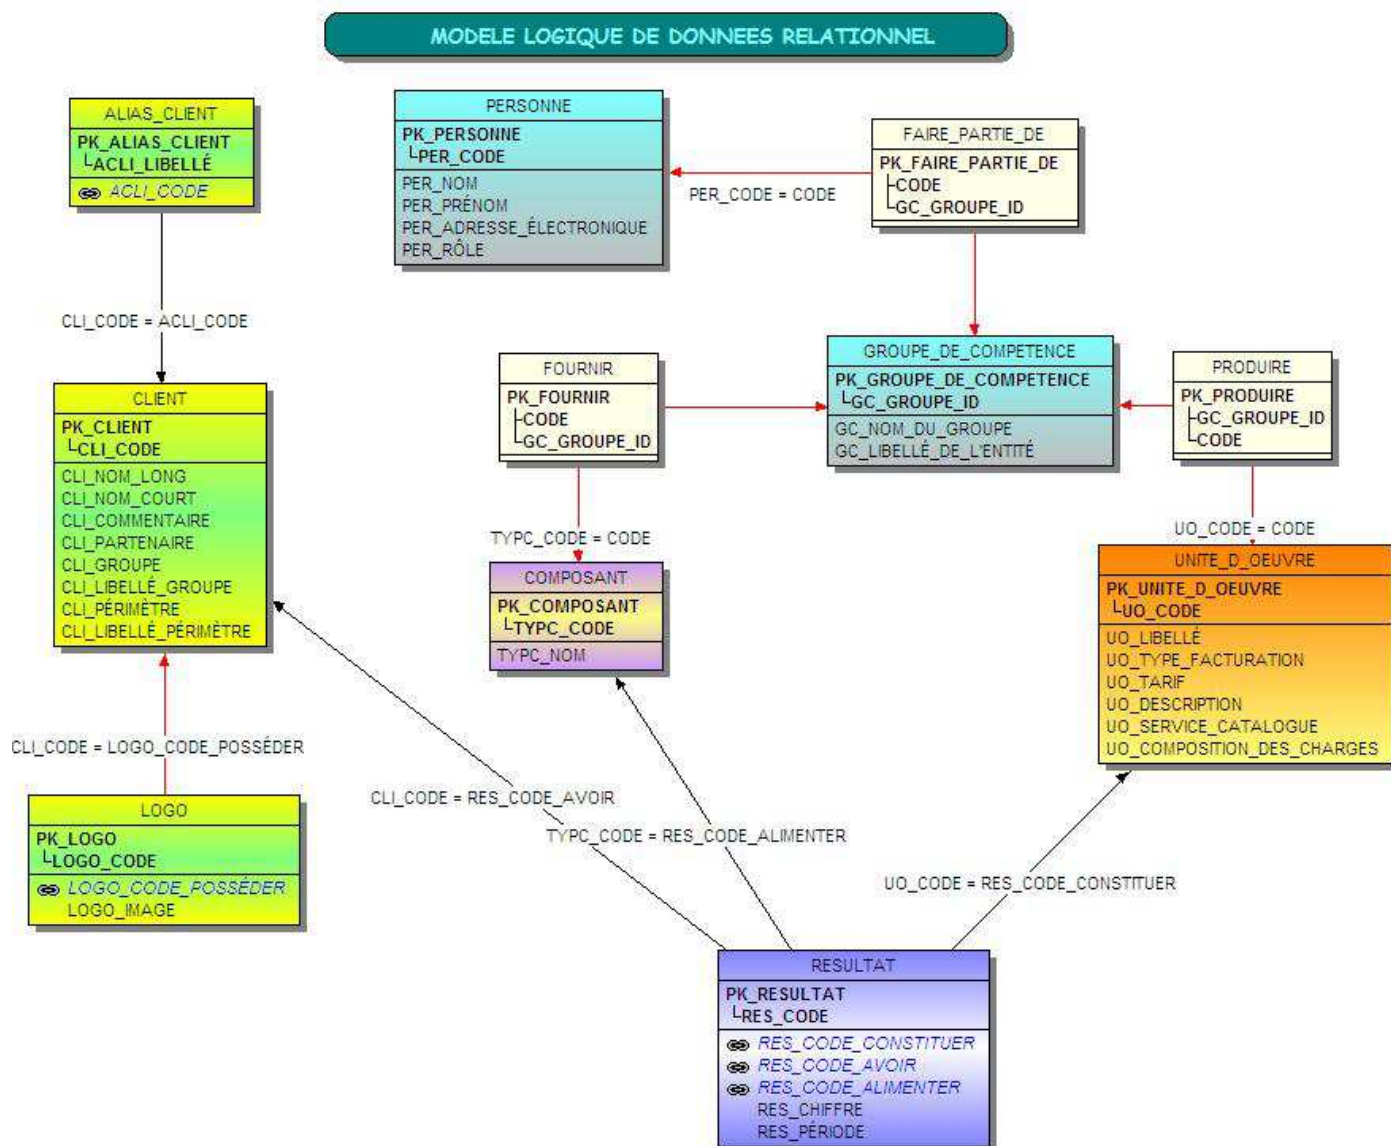 MODELE LOGIQUE DE DONNEES RELATIONNEL
ALIAS_CLIENT
PK_ALIAS_CLIENT
ACLI_LIBELLÉ
ACLI_CODE
PERSONNE
PK_PERSONNE
PER_CODE
PER_NOM
PER_PRÉNOM
PER_ADRESSE_ÉLECTRONIQUE
PER_RÔLE
PER_CODE = CODE
FAIRE_PARTIE_DE
PK_FAIRE_PARTIE_DE
CODE
GC_GROUPE_ID
CLI_CODE = ACLI_CODE
CLIENT
PK_CLIENT
CLI_CODE
CLI_NOM_LONG
CLI_NOM_COURT
CLI_COMMENTAIRE
CLI_PARTENAIRE
CLI_GROUPE
CLI_LIBELLÉ_GROUPE
CLI_PÉRIMÈTRE
CLI_LIBELLÉ_PÉRIMÈTRE
FOURNIR
PK_FOURNIR
CODE
GC_GROUPE_ID
GROUPE_DE_COMPETENCE
PK_GROUPE_DE_COMPETENCE
GC_GROUPE_ID
GC_NOM_DU_GROUPE
GC_LIBELLÉ_DE_L'ENTITÉ
PRODUIRE
PK_PRODUIRE
GC_GROUPE_ID
CODE
TYPC_CODE = CODE
UO_CODE = CODE
COMPOSANT
PK_COMPOSANT
TYPC_CODE
TYPC_NOM
UNITE_D_OEUVRE
PK_UNITE_D_OEUVRE
UO_CODE
UO_LIBELLÉ
UO_TYPE_FACTURATION
UO_TARIF
UO_DESCRIPTION
UO_SERVICE_CATALOGUE
UO_COMPOSITION_DES_CHARGES
CLI_CODE = LOGO_CODE_POSSÉDER
LOGO
PK_LOGO
LOGO_CODE
LOGO_CODE_POSSÉDER
LOGO_IMAGE
CLI_CODE = RES_CODE_AVOIR
TYPC_CODE = RES_CODE_ALIMENTER
UO_CODE = RES_CODE_CONSTITUER
RESULTAT
PK_RESULTAT
RES_CODE
RES_CODE_CONSTITUER
RES_CODE_AVOIR
RES_CODE_ALIMENTER
RES_CHIFFRE
RES_PÉRIODE